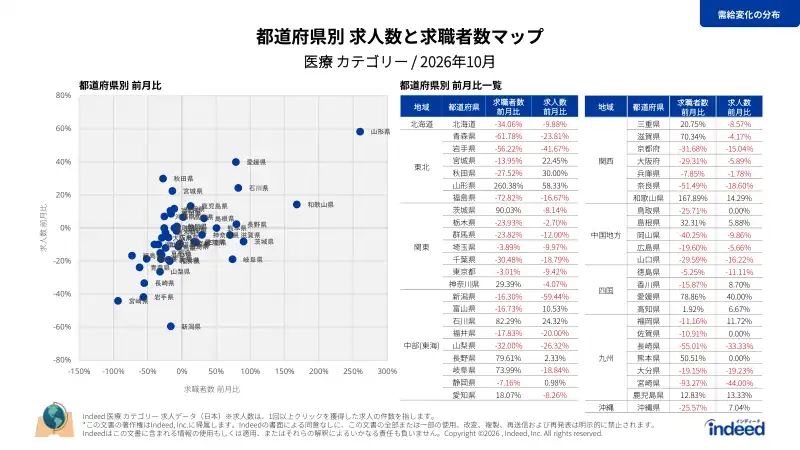 需給変化の分布
都道府県別 求人数と求職者数マップ
医療 カテゴリー / 2026年10月
都道府県別 前月比
80%
60%
40%
20%
0%
-20%
-40%
-60%
-80%
求人数 前月比
-150% -100% -50% 0% 50% 100% 150% 200% 250% 300%
求職者数 前月比
山形県
愛媛県
秋田県
石川県
宮城県
和歌山県
鹿児島県
島根県
長野県
熊本県
神奈川県
滋賀県
茨城県
大阪府
岐阜県
青森県
山梨県
長崎県
岩手県
宮崎県
新潟県
都道府県別 前月比一覧
地域 都道府県 求職者数 前月比 求人数 前月比
北海道 北海道 -34.06% -9.88%
東北 青森県 -61.78% -23.81%
岩手県 -56.22% -41.67%
宮城県 -13.95% 22.45%
秋田県 -27.52% 30.00%
山形県 260.38% 58.33%
福島県 -72.82% -16.67%
関東 茨城県 90.03% -8.14%
栃木県 -23.93% -2.70%
群馬県 -23.82% -12.00%
埼玉県 -3.89% -9.97%
千葉県 -30.48% -18.79%
東京都 -3.01% -9.42%
神奈川県 29.39% -4.07%
中部(東海) 新潟県 -16.30% -59.44%
富山県 -16.73% 10.53%
石川県 82.29% 24.32%
福井県 -17.83% -20.00%
山梨県 -32.00% -26.32%
長野県 79.61% 2.33%
岐阜県 73.99% -18.84%
静岡県 -7.16% 0.98%
愛知県 18.07% -8.26%
地域 都道府県 求職者数 前月比 求人数 前月比
関西 三重県 20.75% -8.57%
滋賀県 70.34% -4.17%
京都府 -31.68% -15.04%
大阪府 -29.31% -5.89%
兵庫県 -7.85% -1.78%
奈良県 -51.49% -18.60%
和歌山県 167.89% 14.29%
中国地方 鳥取県 -25.71% 0.00%
島根県 32.31% 5.88%
岡山県 -40.25% -9.86%
広島県 -19.60% -5.66%
山口県 -29.59% -16.22%
四国 徳島県 -5.25% -11.11%
香川県 -15.87% 8.70%
愛媛県 78.86% 40.00%
高知県 1.92% 6.67%
九州 福岡県 -11.16% 11.72%
佐賀県 -10.91% 0.00%
長崎県 -55.01% -33.33%
熊本県 50.51% 0.00%
大分県 -19.15% -19.23%
宮崎県 -93.27% -44.00%
鹿児島県 12.83% 13.33%
沖縄 沖縄県 -25.57% 7.04%
Indeed 医療 カテゴリー 求人データ（日本）※求人数は、1回以上クリックを獲得した求人の件数を指します。
*この文書の著作権はIndeed, Inc.に帰属します。Indeedの書面による同意なしに、この文書の全部または一部の使用、改変、複製、再送信および再発表は明示的に禁止されます。
Indeedはこの文書に含まれる情報の使用もしくは適用、またはそれらの解釈によるいかなる責任も負いません。Copyright ©2026 , Indeed, Inc. All rights reserved.
インディード
indeed